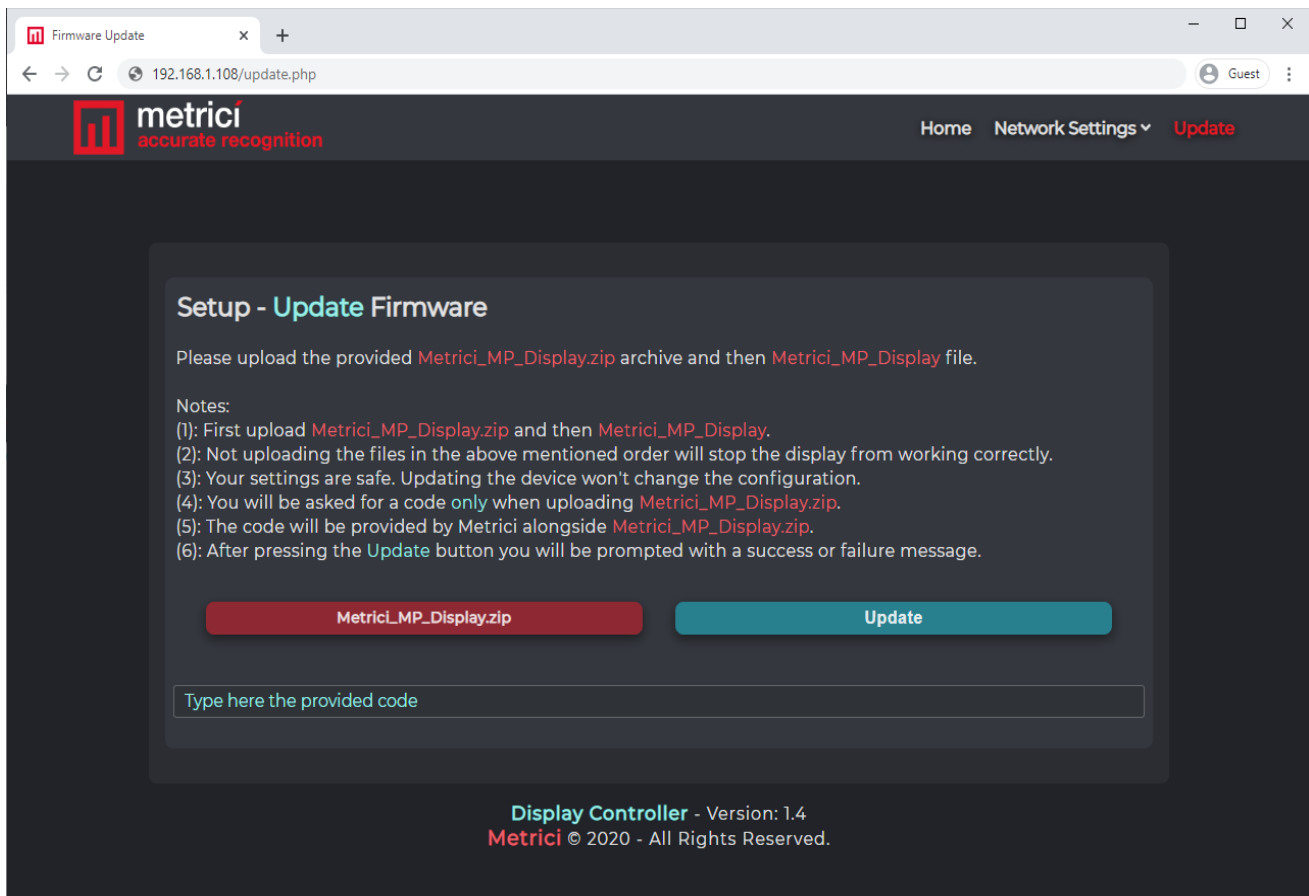 Firmware Update
192.168.1.108/update.php
Guest
metrici
accurate recognition
Home Network Settings Update
Setup - Update Firmware
Please upload the provided Metrici_MP_Display.zip archive and then Metrici_MP_Display file.
Notes:
(1): First upload Metrici_MP_Display.zip and then Metrici_MP_Display.
(2): Not uploading the files in the above mentioned order will stop the display from working correctly.
(3): Your settings are safe. Updating the device won't change the configuration.
(4): You will be asked for a code only when uploading Metrici_MP_Display.zip.
(5): The code will be provided by Metrici alongside Metrici_MP_Display.zip.
(6): After pressing the Update button you will be prompted with a success or failure message.
Metrici_MP_Display.zip Update
Type here the provided code
Display Controller - Version: 1.4
Metrici © 2020 - All Rights Reserved.